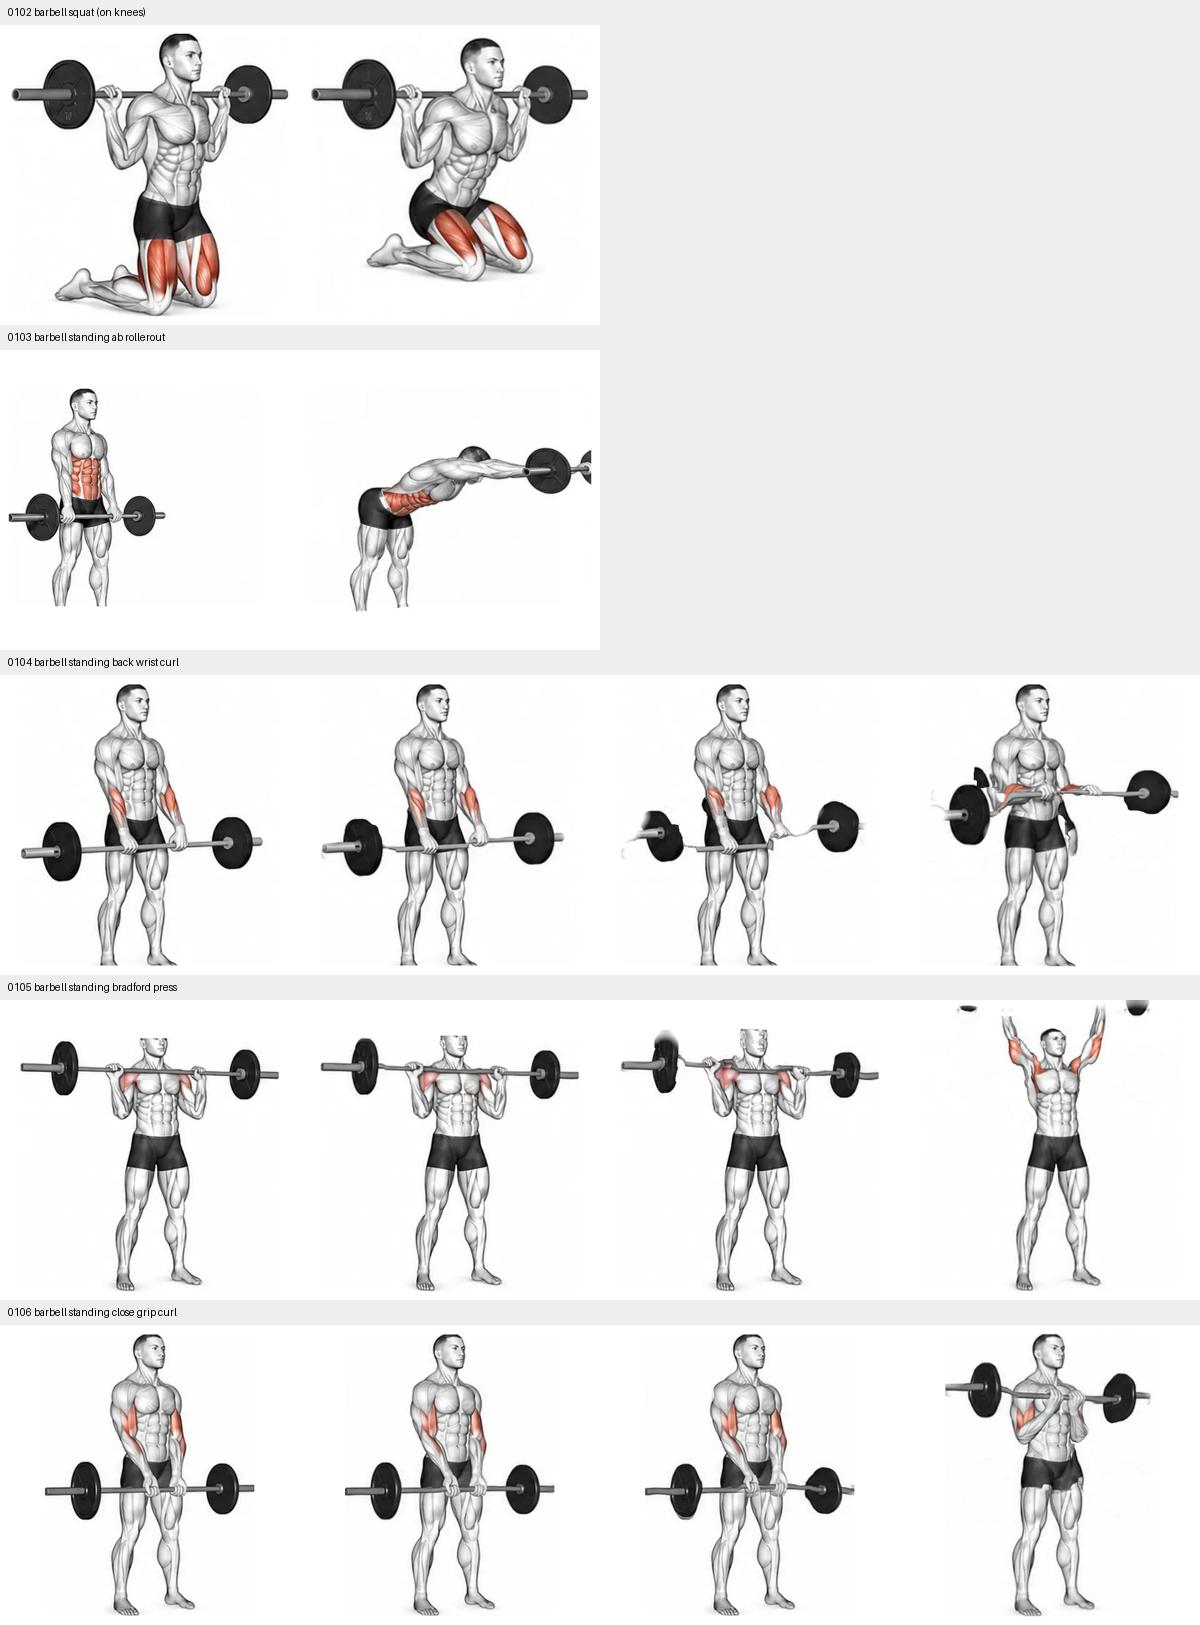 0102 barbell squat (on knees)
0103 barbell standing ab rollerout
0104 barbell standing back wrist curl
0105 barbell standing bradford press
0106 barbell standing close grip curl